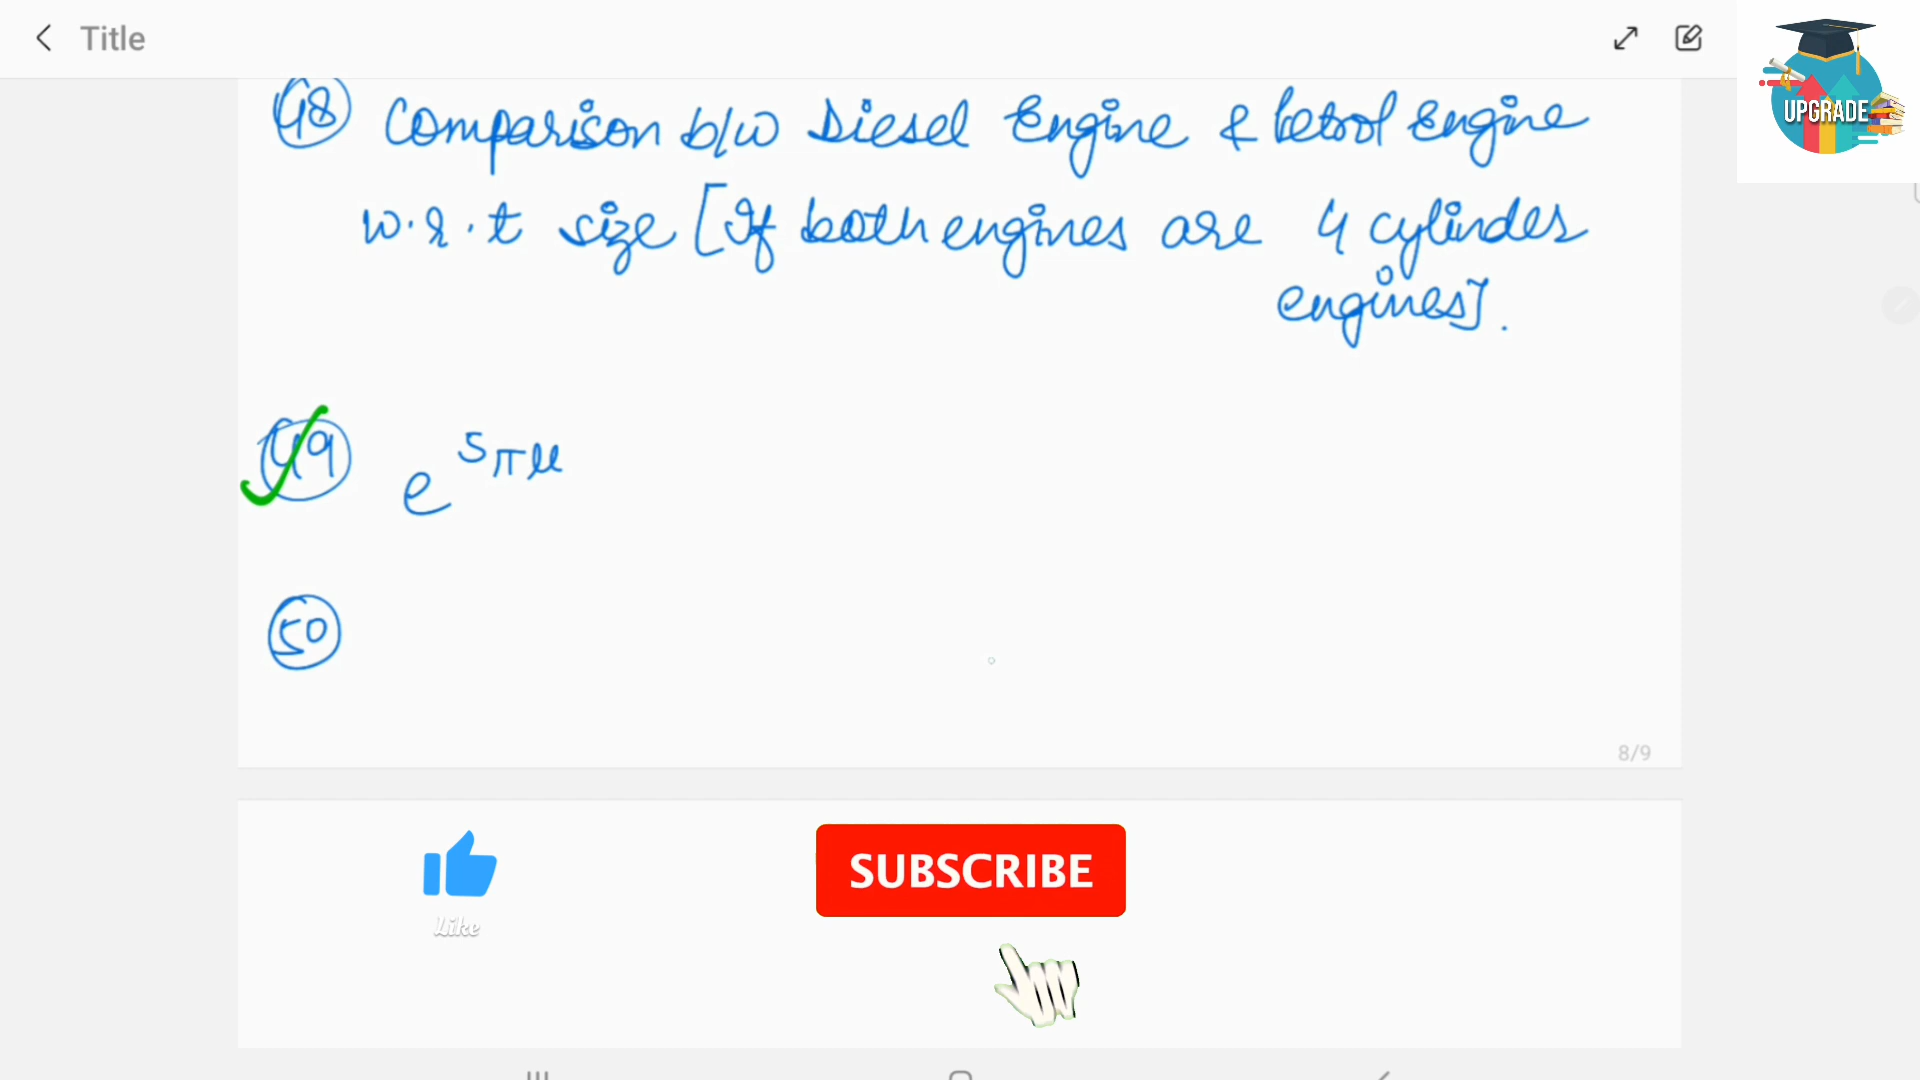 Title
UPGRADE
48 Comparison b/w Diesel Engine & Petrol Engine
w.r.t size [If both engines are 4 cylinder
engines].
49 e^5πμ
50
8/9
Like
SUBSCRIBE